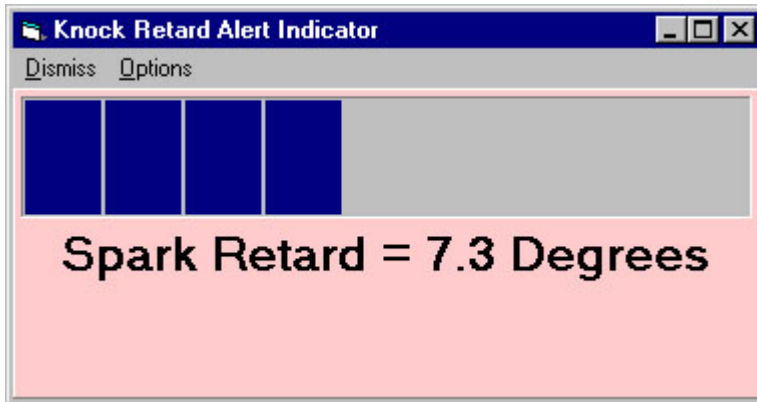 Knock Retard Alert Indicator
Dismiss Options
Spark Retard = 7.3 Degrees